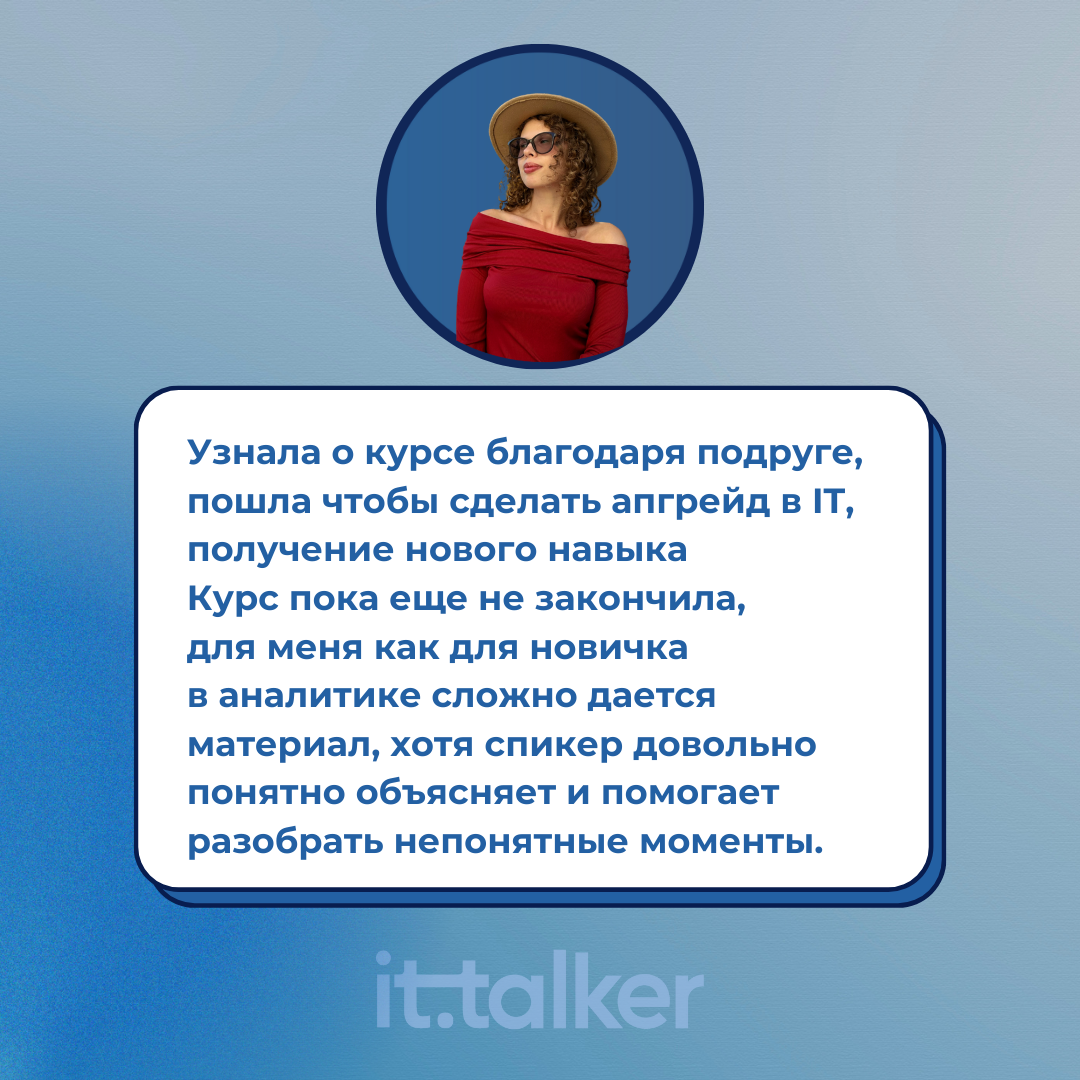 Узнала о курсе благодаря подруге,
пошла чтобы сделать апгрейд в IT,
получение нового навыка
Курс пока еще не закончила,
для меня как для новичка
в аналитике сложно дается
материал, хотя спикер довольно
понятно объясняет и помогает
разобрать непонятные моменты.
it.talker